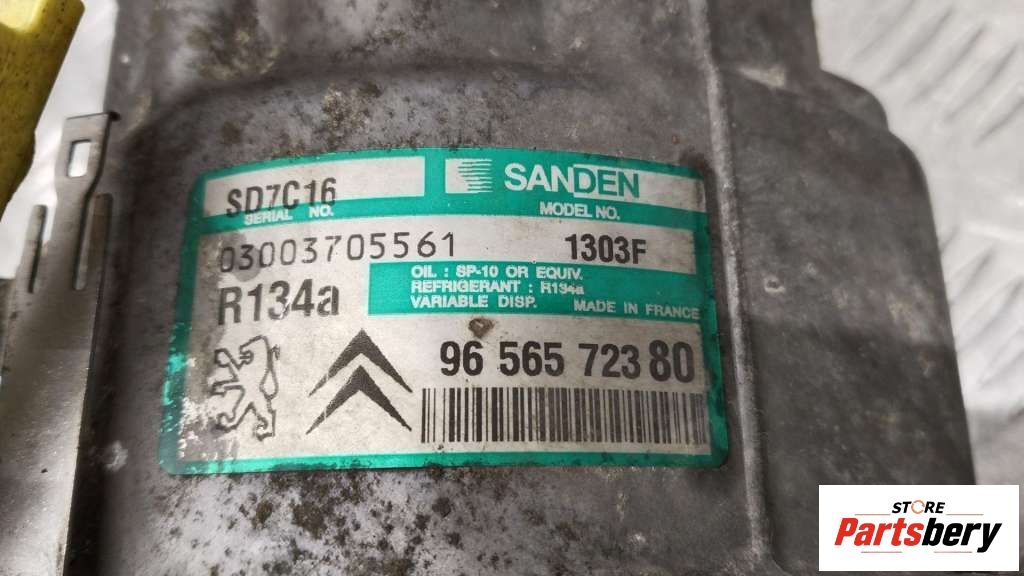 SD7C16
SANDEN
SERIAL NO.
MODEL NO.
03003705561
1303F
OIL : SP-10 OR EQUIV.
REFRIGERANT : R134a
VARIABLE DISP. MADE IN FRANCE
R134a
96 565 723 80
STORE
Partsbery